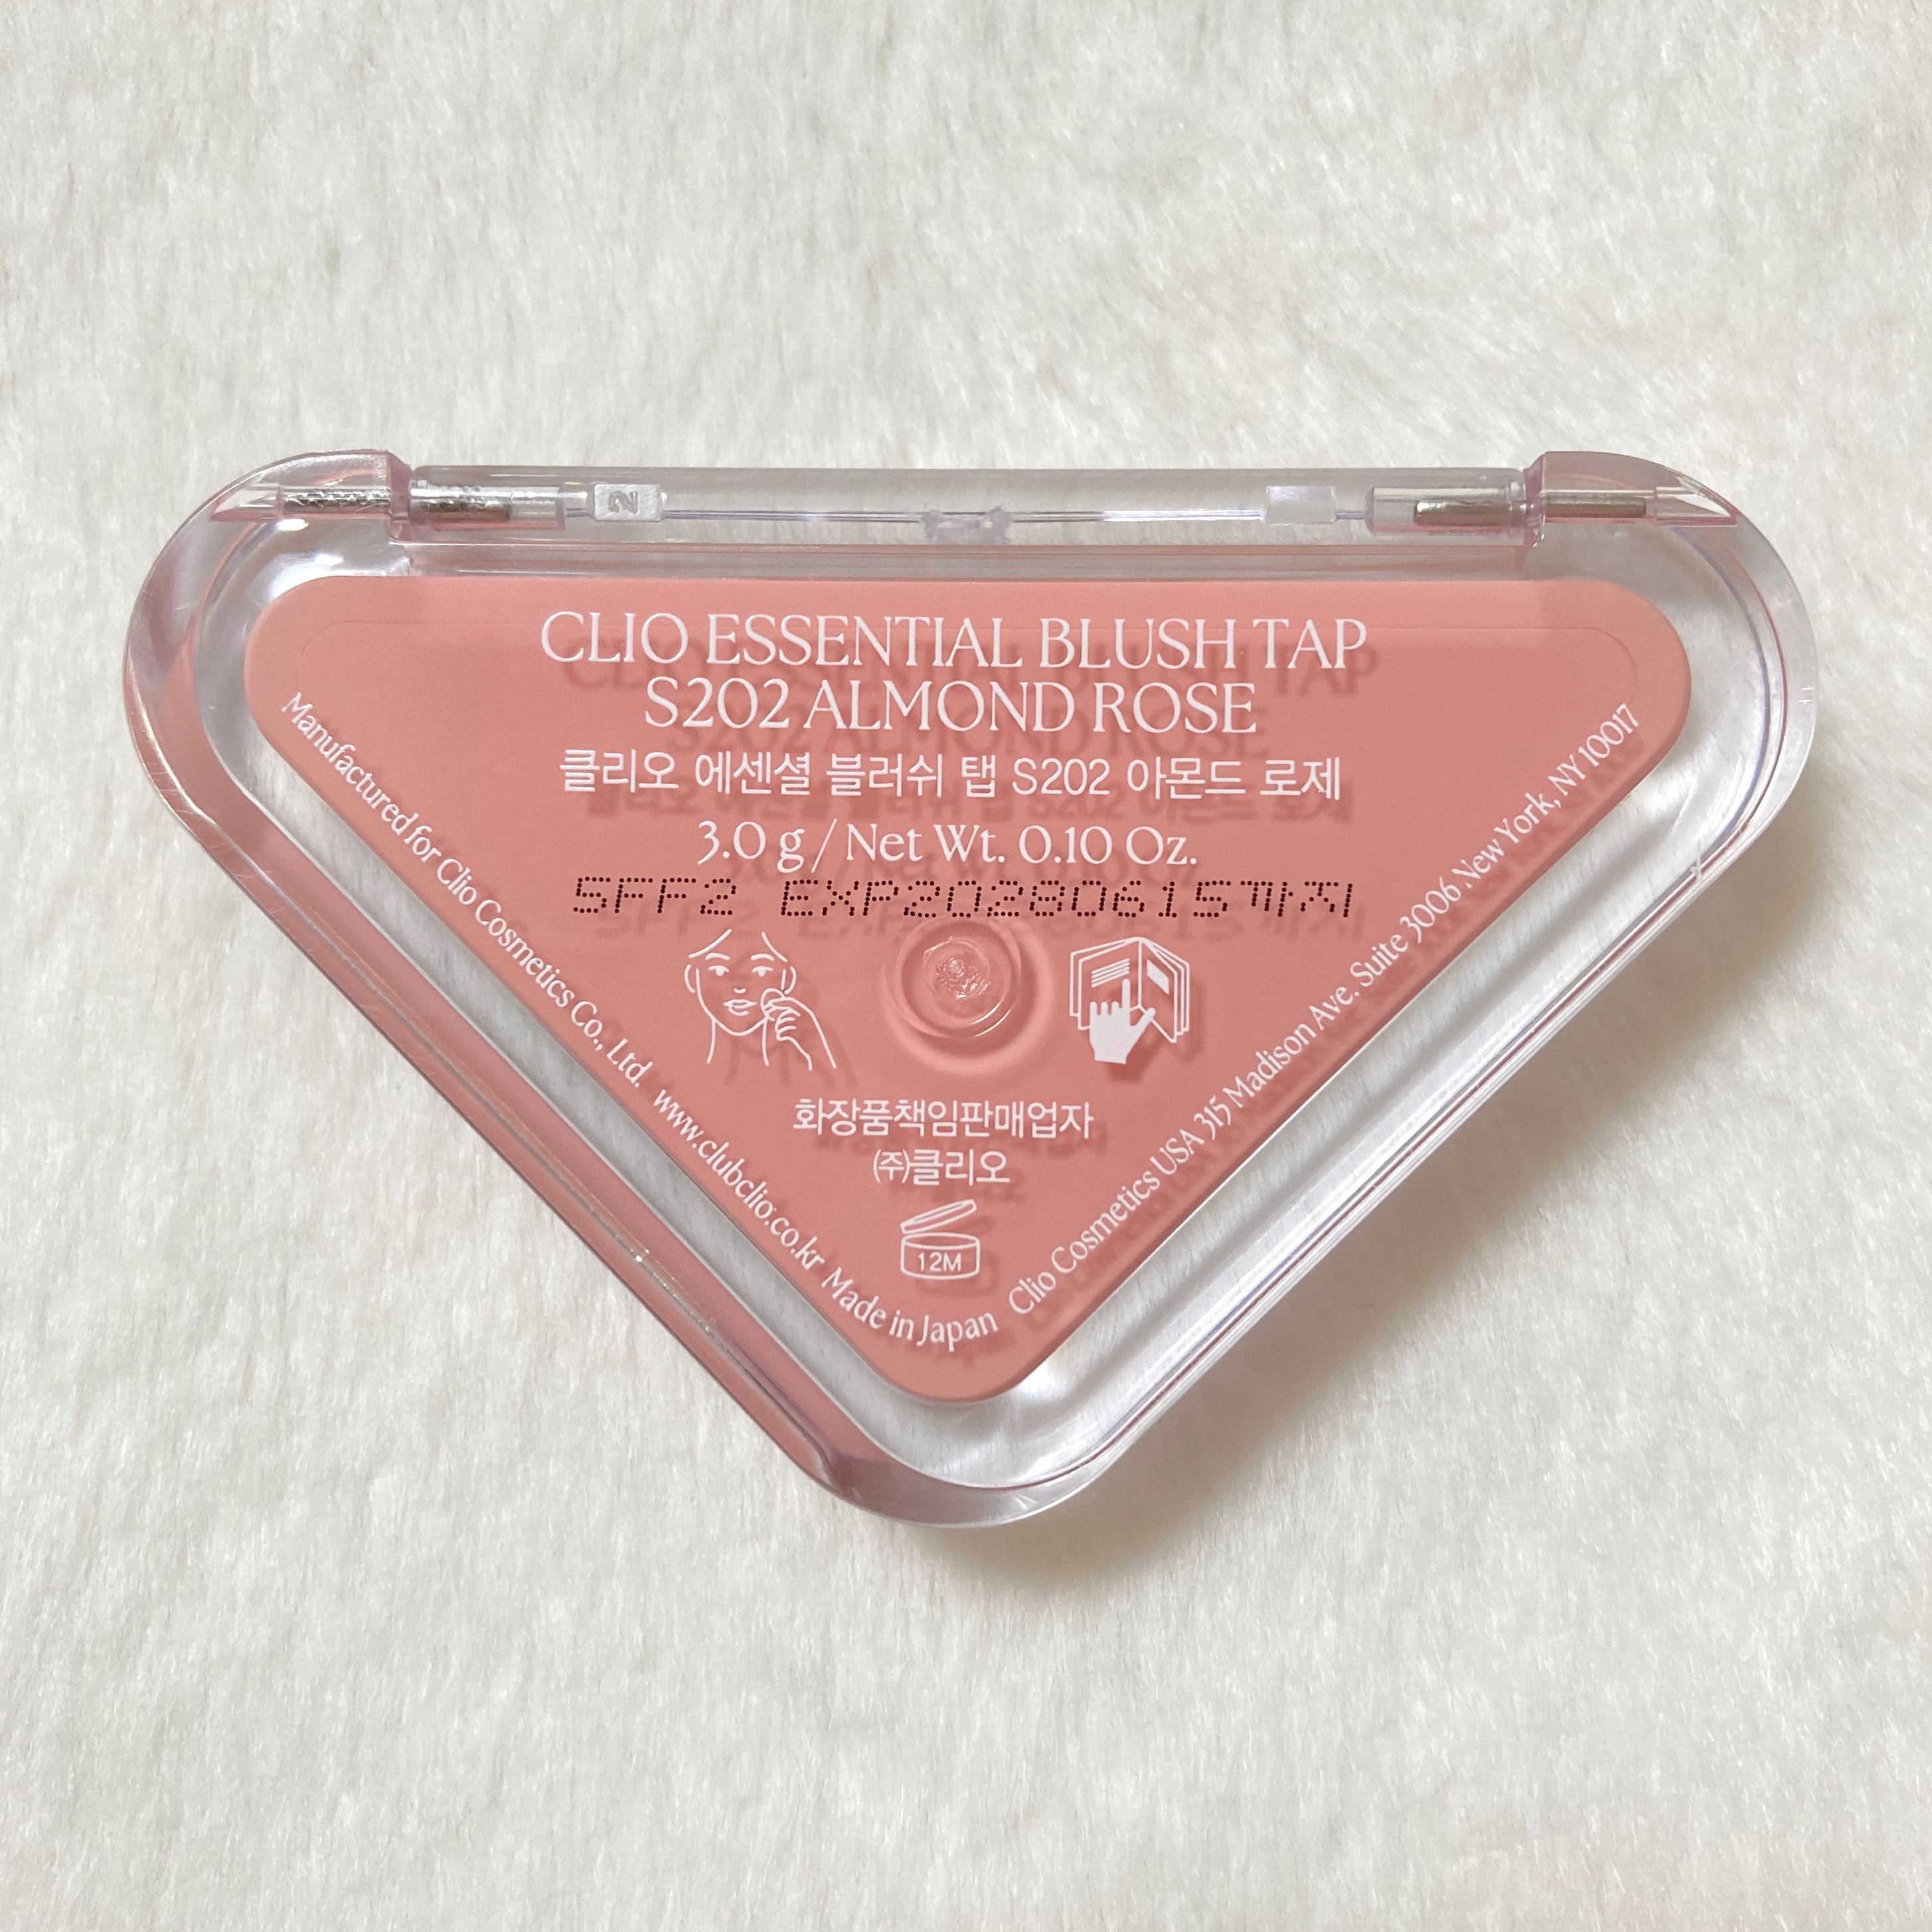 2
CLIO ESSENTIAL BLUSH TAP
S202 ALMOND ROSE
클리오 에센셜 블러쉬 탭 S202 아몬드 로제
3.0 g / Net Wt. 0.10 Oz.
SFF2 EXP20280615까지
화장품책임판매업자
㈜클리오
12M
Manufactured for Clio Cosmetics Co., Ltd. www.clubclio.co.kr Made in Japan
Clio Cosmetics USA 315 Madison Ave. Suite 3006 New York, NY 10017